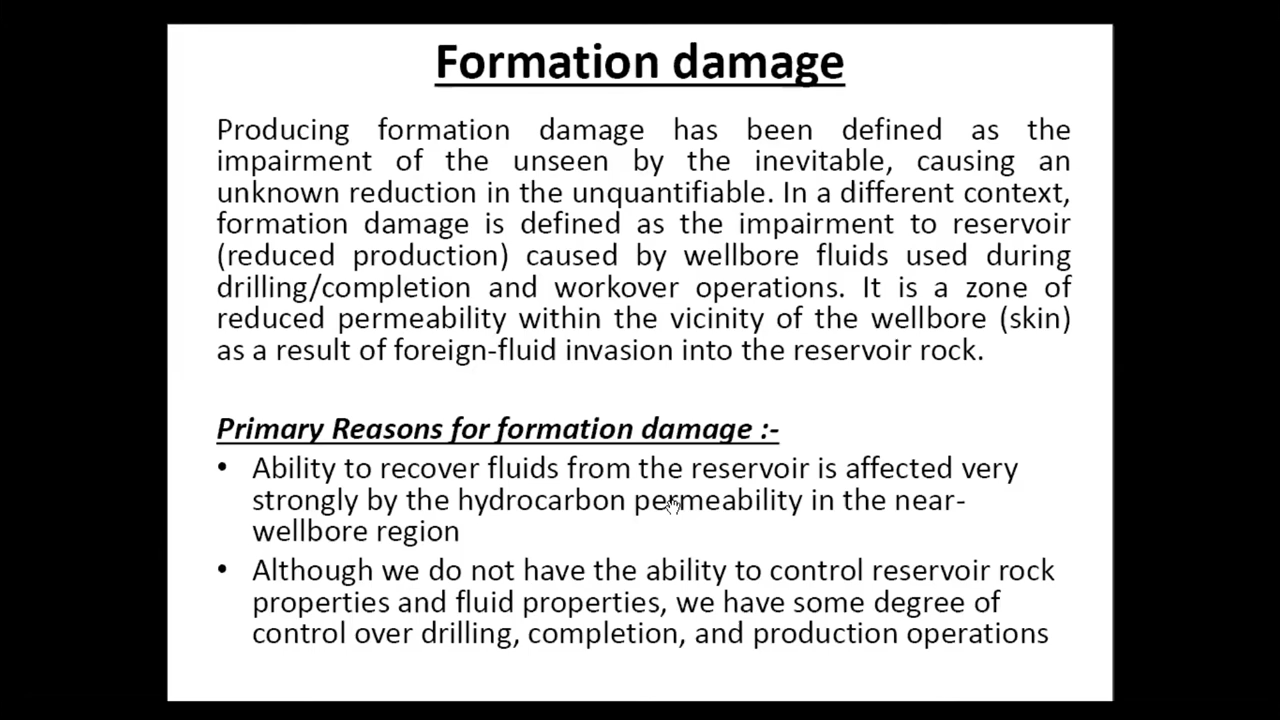 Formation damage
Producing formation damage has been defined as the
impairment of the unseen by the inevitable, causing an
unknown reduction in the unquantifiable. In a different context,
formation damage is defined as the impairment to reservoir
(reduced production) caused by wellbore fluids used during
drilling/completion and workover operations. It is a zone of
reduced permeability within the vicinity of the wellbore (skin)
as a result of foreign-fluid invasion into the reservoir rock.
Primary Reasons for formation damage :-
• Ability to recover fluids from the reservoir is affected very
strongly by the hydrocarbon permeability in the near-
wellbore region
• Although we do not have the ability to control reservoir rock
properties and fluid properties, we have some degree of
control over drilling, completion, and production operations